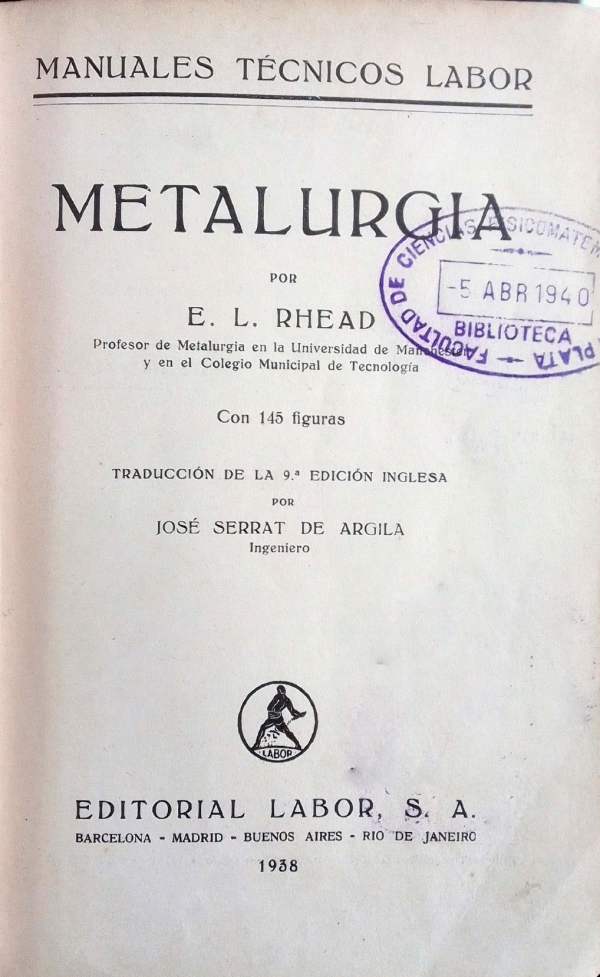 MANUALES TÉCNICOS LABOR
METALURGIA
POR
E. L. RHEAD
Profesor de Metalurgia en la Universidad de Manchester
y en el Colegio Municipal de Tecnología
FACULTAD DE CIENCIAS FISICOMATEM
-5 ABR 1940
BIBLIOTECA
PLATA
Con 145 figuras
TRADUCCIÓN DE LA 9.ª EDICIÓN INGLESA
POR
JOSÉ SERRAT DE ARGILA
Ingeniero
LABOR
EDITORIAL LABOR, S. A.
BARCELONA - MADRID - BUENOS AIRES - RIO DE JANEIRO
1938